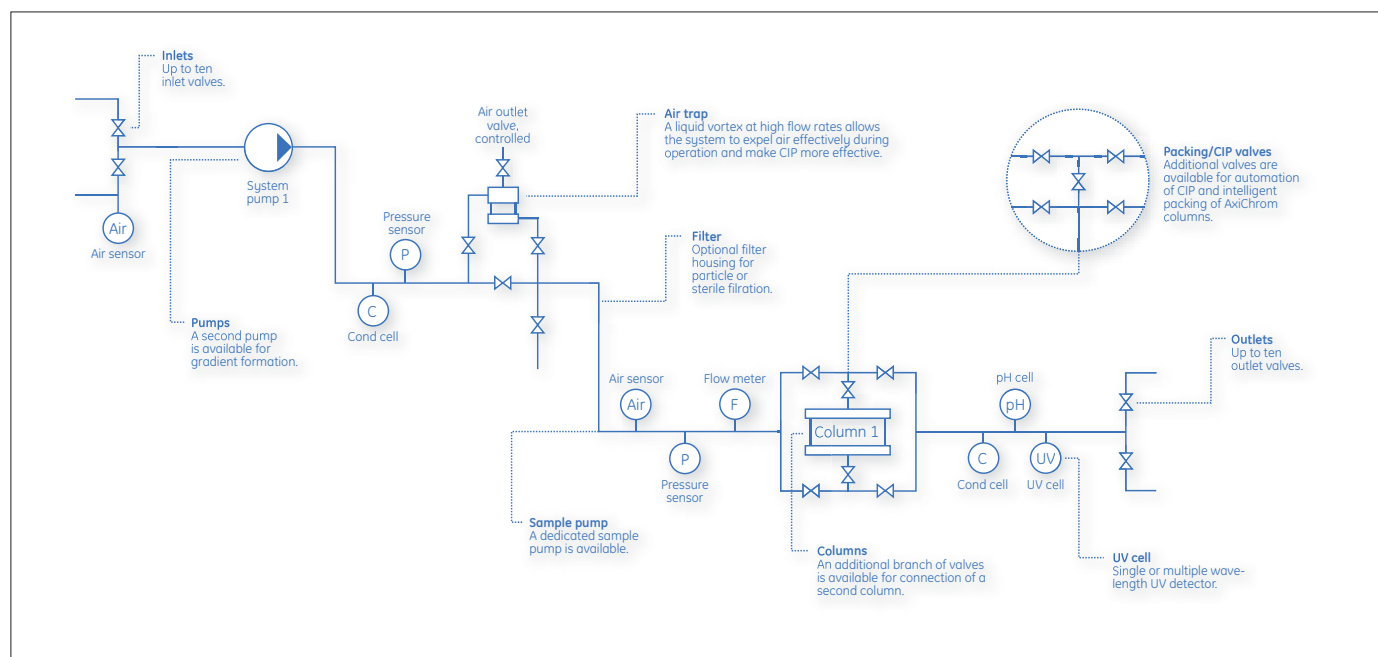 Inlets
Up to ten
inlet valves.
Air outlet
valve,
controlled
Air trap
A liquid vortex at high flow rates allows
the system to expel air effectively during
operation and make CIP more effective.
Packing/CIP valves
Additional valves are
available for automation
of CIP and intelligent
packing of AxiChrom
columns.
System
pump 1
Air
Air sensor
Pressure
sensor
P
C
Cond cell
Filter
Optional filter
housing for
particle or
sterile filration.
Pumps
A second pump
is available for
gradient formation.
Outlets
Up to ten
outlet valves.
Air sensor
Air
Flow meter
F
P
Pressure
sensor
Column 1
pH cell
pH
C
Cond cell
UV
UV cell
Sample pump
A dedicated sample
pump is available.
Columns
An additional branch of valves
is available for connection of a
second column.
UV cell
Single or multiple wave-
length UV detector.